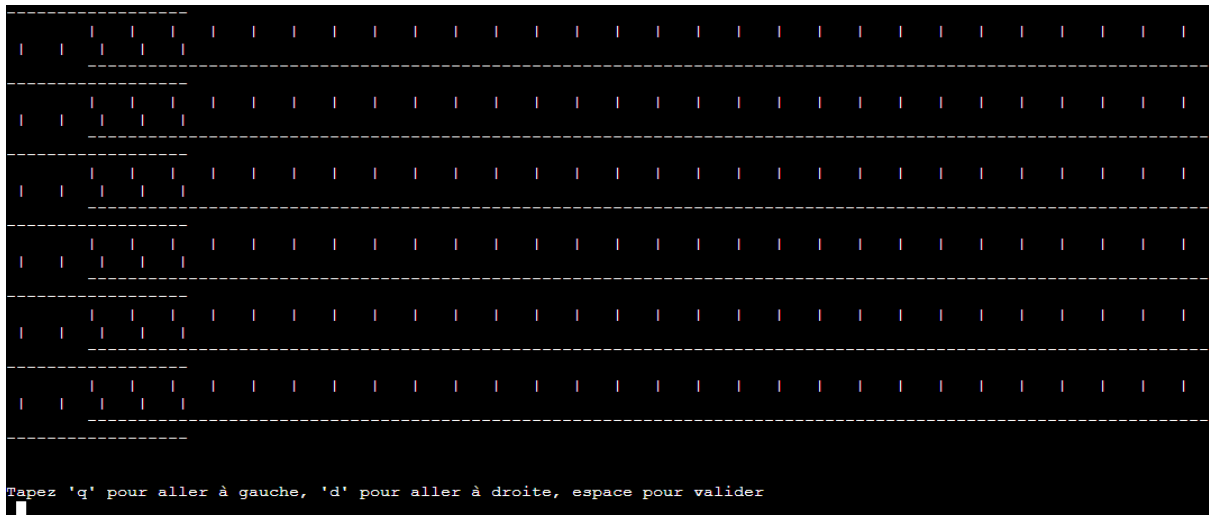 Tapez 'q' pour aller à gauche, 'd' pour aller à droite, espace pour valider